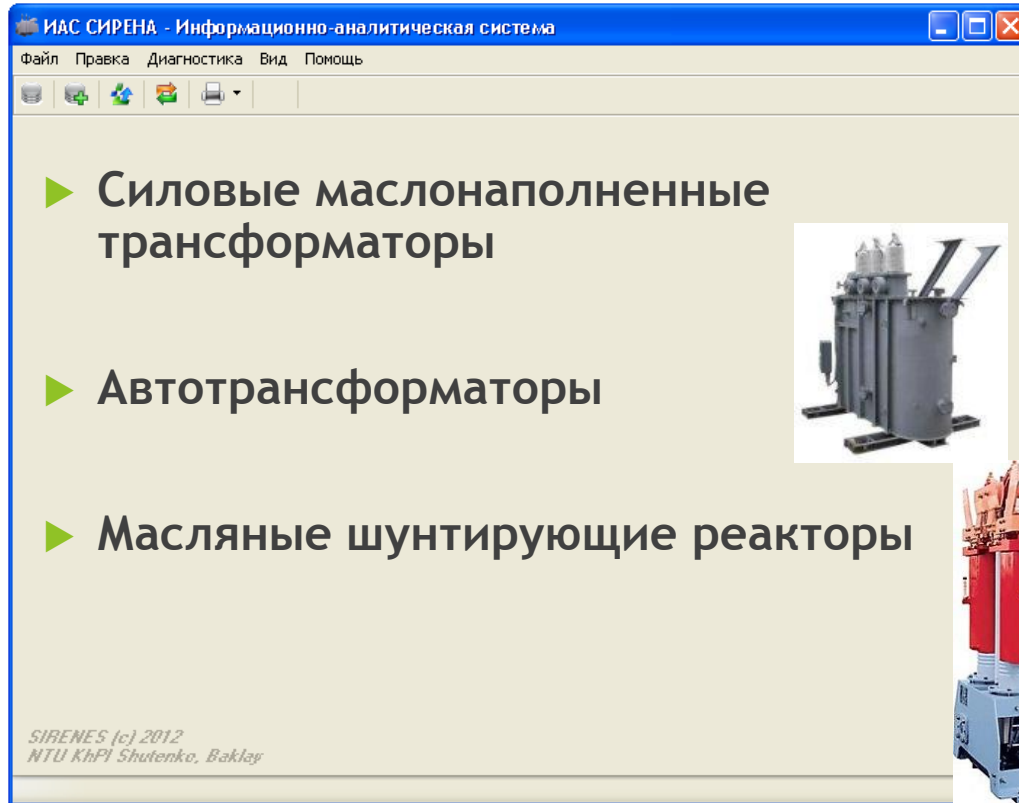 ИАС СИРЕНА - Информационно-аналитическая система
Файл Правка Диагностика Вид Помощь
Силовые маслонаполненные
трансформаторы
Автотрансформаторы
Масляные шунтирующие реакторы
SIRENES (c) 2012
NTU KhPI Shutenko, Baklay